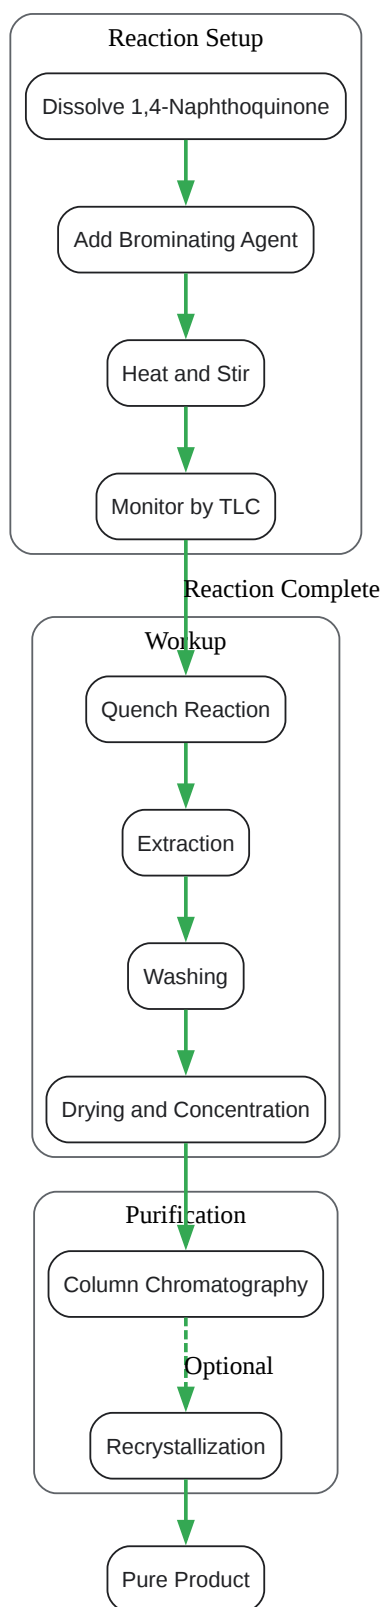 Reaction Setup
Dissolve 1,4-Naphthoquinone
Add Brominating Agent
Heat and Stir
Monitor by TLC
Reaction Complete
Workup
Quench Reaction
Extraction
Washing
Drying and Concentration
Purification
Column Chromatography
Optional
Recrystallization
Pure Product